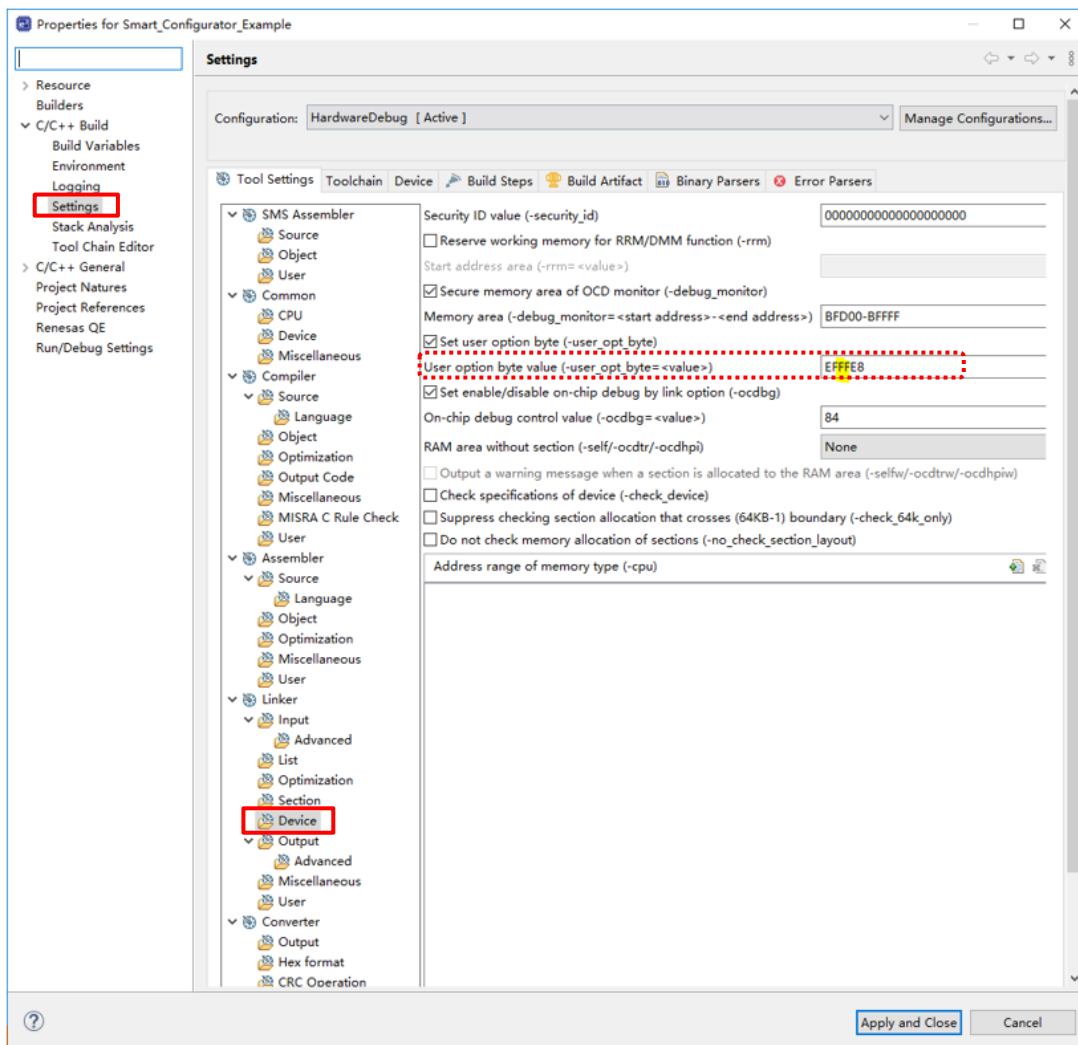 Properties for Smart_Configurator_Example
Settings
Resource
Builders
C/C++ Build
Build Variables
Environment
Logging
Settings
Stack Analysis
Tool Chain Editor
C/C++ General
Project Natures
Project References
Renesas QE
Run/Debug Settings
Configuration: HardwareDebug [ Active ] Manage Configurations...
Tool Settings Toolchain Device Build Steps Build Artifact Binary Parsers Error Parsers
SMS Assembler
Source
Object
User
Common
CPU
Device
Miscellaneous
Compiler
Source
Language
Object
Optimization
Output Code
Miscellaneous
MISRA C Rule Check
User
Assembler
Source
Language
Object
Optimization
Miscellaneous
User
Linker
Input
Advanced
List
Optimization
Section
Device
Output
Advanced
Miscellaneous
User
Converter
Output
Hex format
CRC Operation
Security ID value (-security_id) 00000000000000000000
Reserve working memory for RRM/DMM function (-rrm)
Start address area (-rrm=<value>)
Secure memory area of OCD monitor (-debug_monitor)
Memory area (-debug_monitor=<start address>-<end address>) BFD00-BFFFF
Set user option byte (-user_opt_byte)
User option byte value (-user_opt_byte=<value>) EFFFE8
Set enable/disable on-chip debug by link option (-ocdbg)
On-chip debug control value (-ocdbg=<value>) 84
RAM area without section (-self/-ocdtr/-ocdhpi) None
Output a warning message when a section is allocated to the RAM area (-selfw/-ocdtrw/-ocdhpiw)
Check specifications of device (-check_device)
Suppress checking section allocation that crosses (64KB-1) boundary (-check_64k_only)
Do not check memory allocation of sections (-no_check_section_layout)
Address range of memory type (-cpu)
Apply and Close Cancel